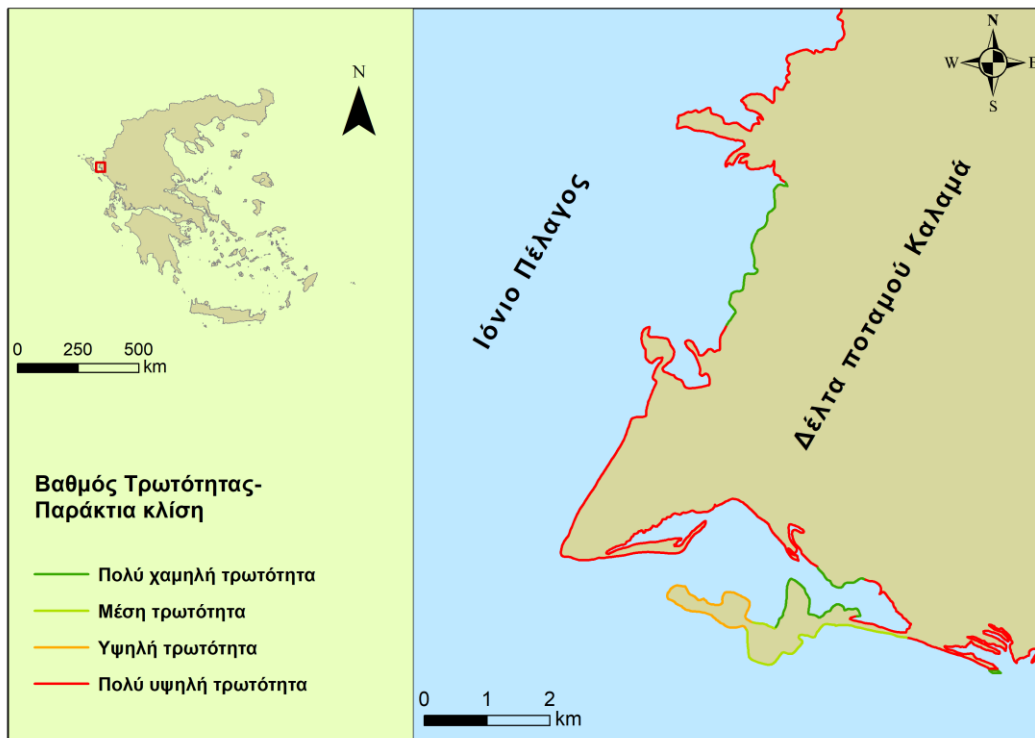 N
0 250 500
km
Βαθμός Τρωτότητας-
Παράκτια κλίση
Πολύ χαμηλή τρωτότητα
Μέση τρωτότητα
Υψηλή τρωτότητα
Πολύ υψηλή τρωτότητα
N
W E
S
Ιόνιο Πέλαγος
Δέλτα ποταμού Καλαμά
0 1 2
km